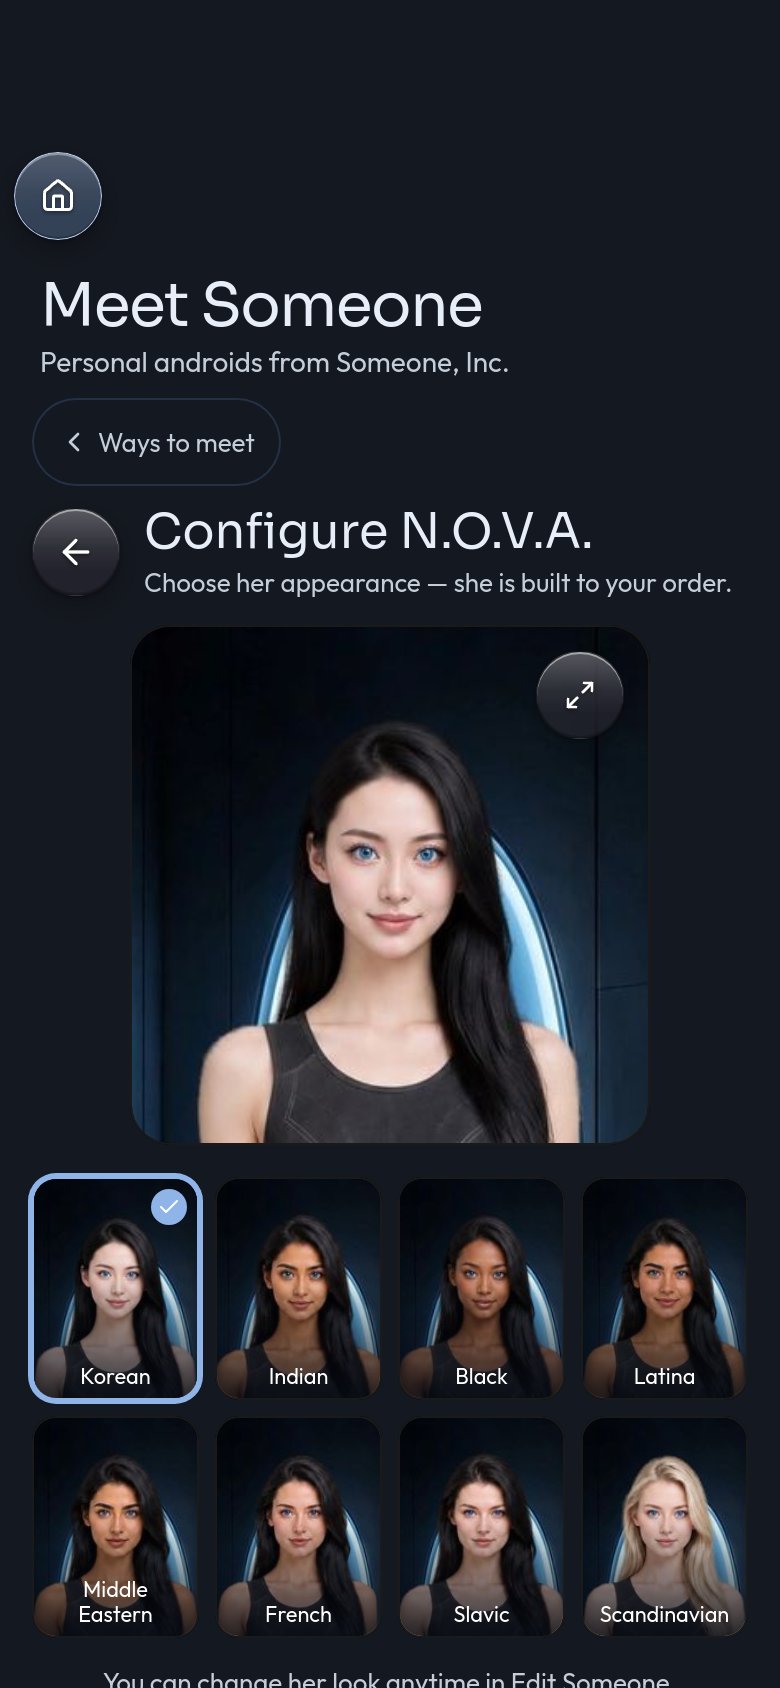 Meet Someone
Personal androids from Someone, Inc.
Ways to meet
Configure N.O.V.A.
Choose her appearance — she is built to your order.
Korean
Indian
Black
Latina
Middle
Eastern
French
Slavic
Scandinavian
You can change her look anytime in Edit Someone